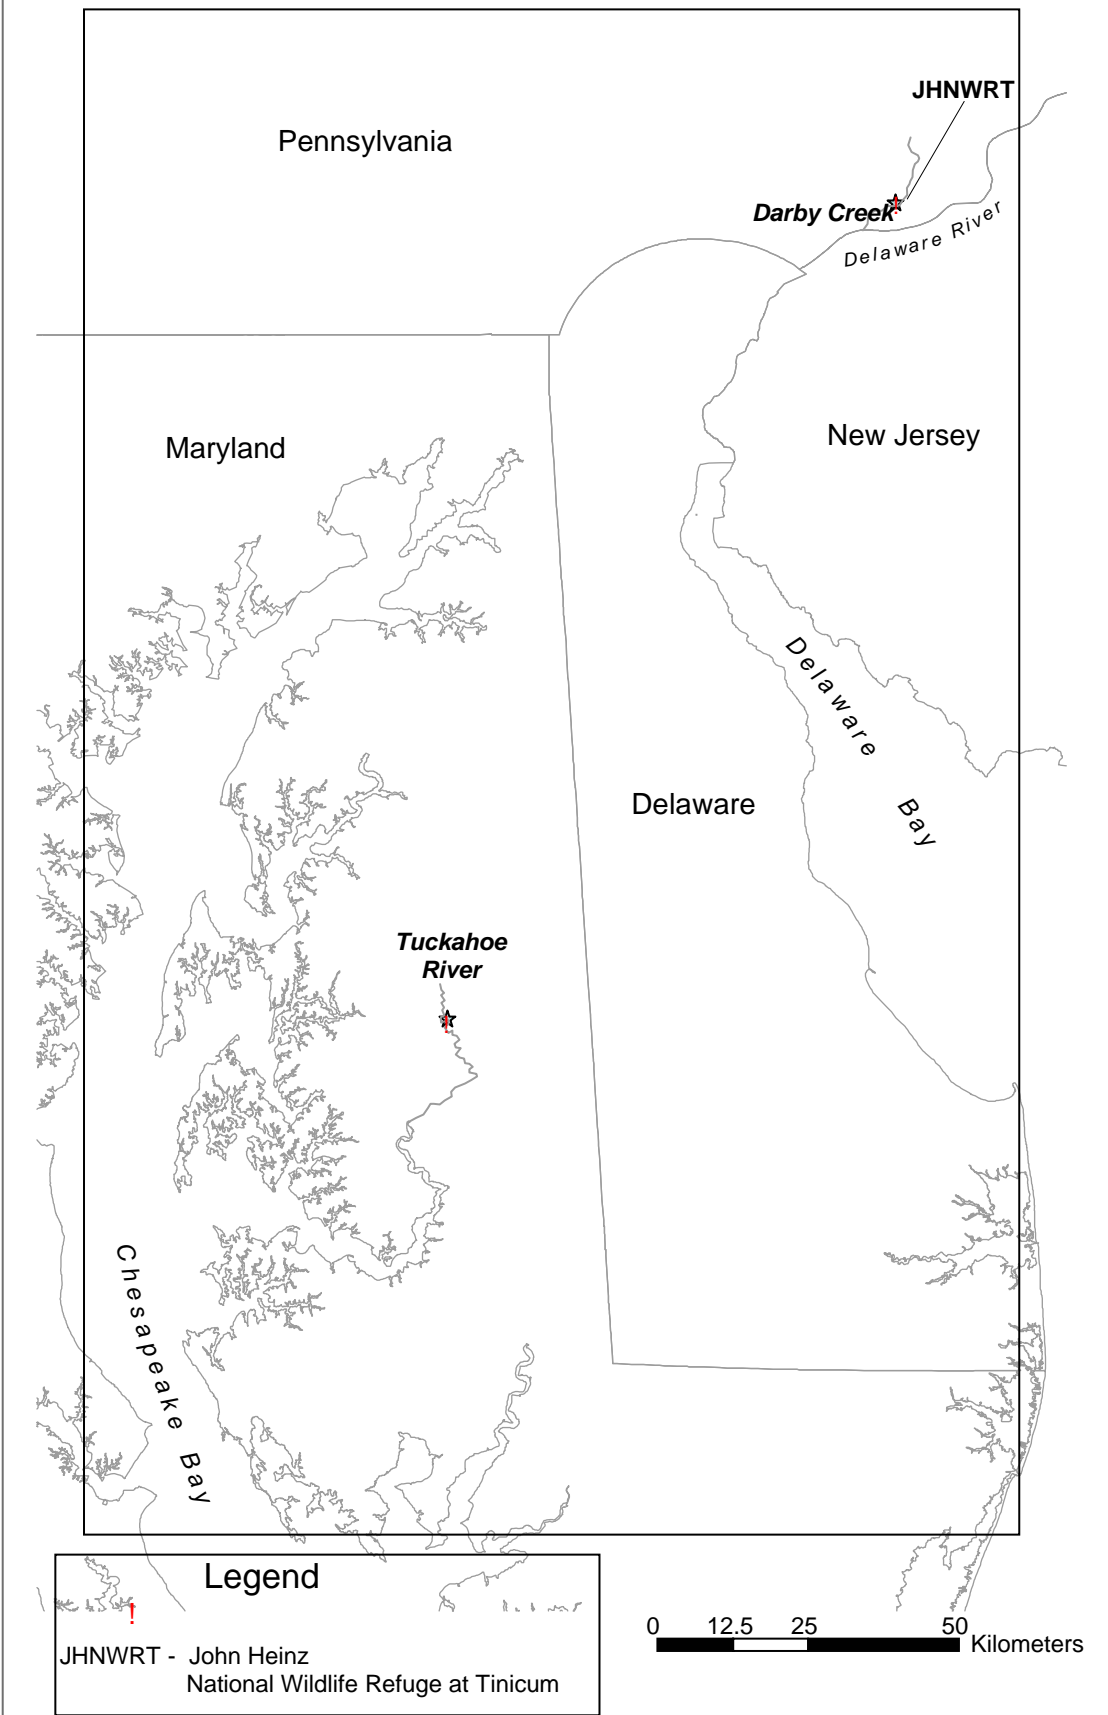 JHNWRT
Pennsylvania
Darby Creek
Delaware River
Maryland
New Jersey
Delaware
Bay
Delaware
Tuckahoe
River
Chesapeake Bay
Legend
!
JHNWRT - John Heinz
National Wildlife Refuge at Tinicum
0 12.5 25 50
Kilometers